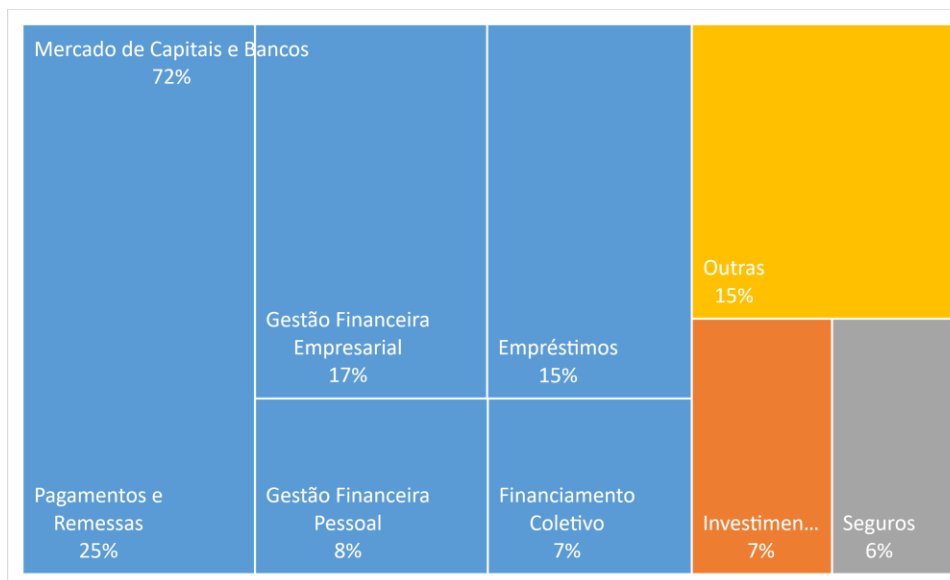 Mercado de Capitais e Bancos
72%
Pagamentos e
Remessas
25%
Gestão Financeira
Empresarial
17%
Empréstimos
15%
Gestão Financeira
Pessoal
8%
Financiamento
Coletivo
7%
Outras
15%
Investimen...
7%
Seguros
6%